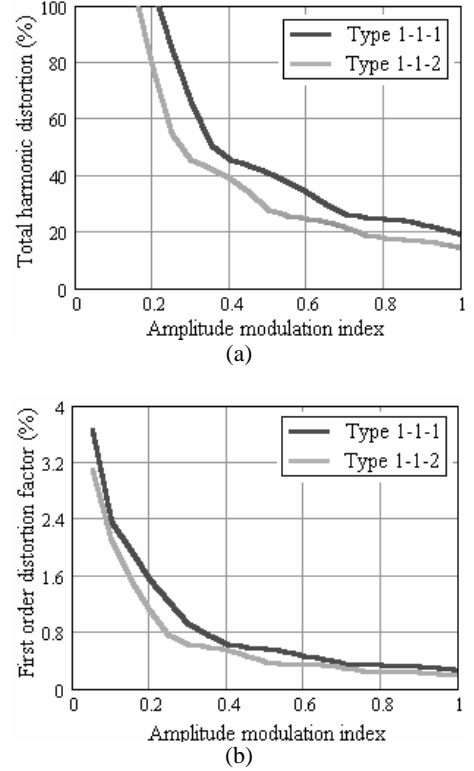 100
80
60
40
20
0
Total harmonic distortion (%)
Type 1-1-1
Type 1-1-2
0 0.2 0.4 0.6 0.8 1
Amplitude modulation index
(a)
4
3.2
2.4
1.6
0.8
0
First order distortion factor (%)
Type 1-1-1
Type 1-1-2
0 0.2 0.4 0.6 0.8 1
Amplitude modulation index
(b)